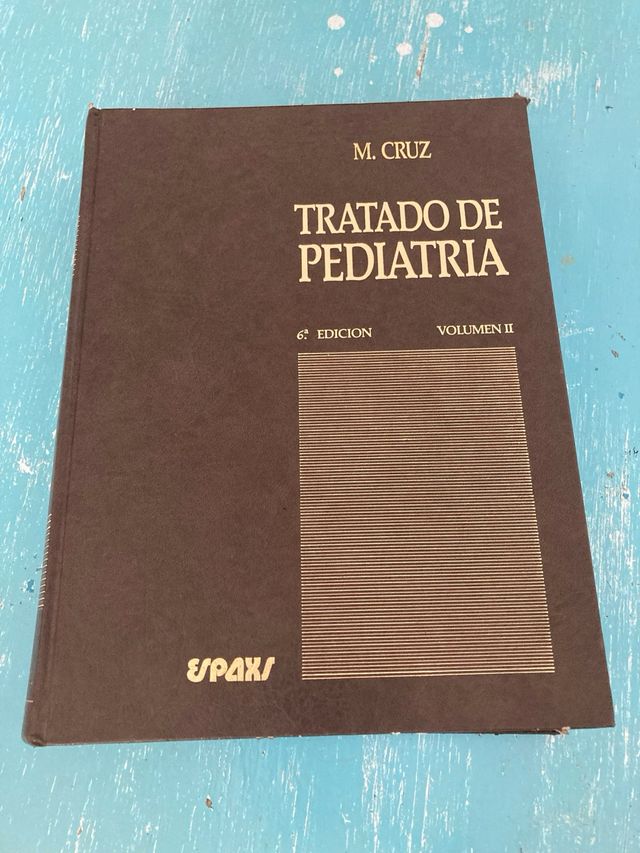 M. CRUZ
TRATADO DE
PEDIATRIA
6.ª EDICION VOLUMEN II
ESPAXS